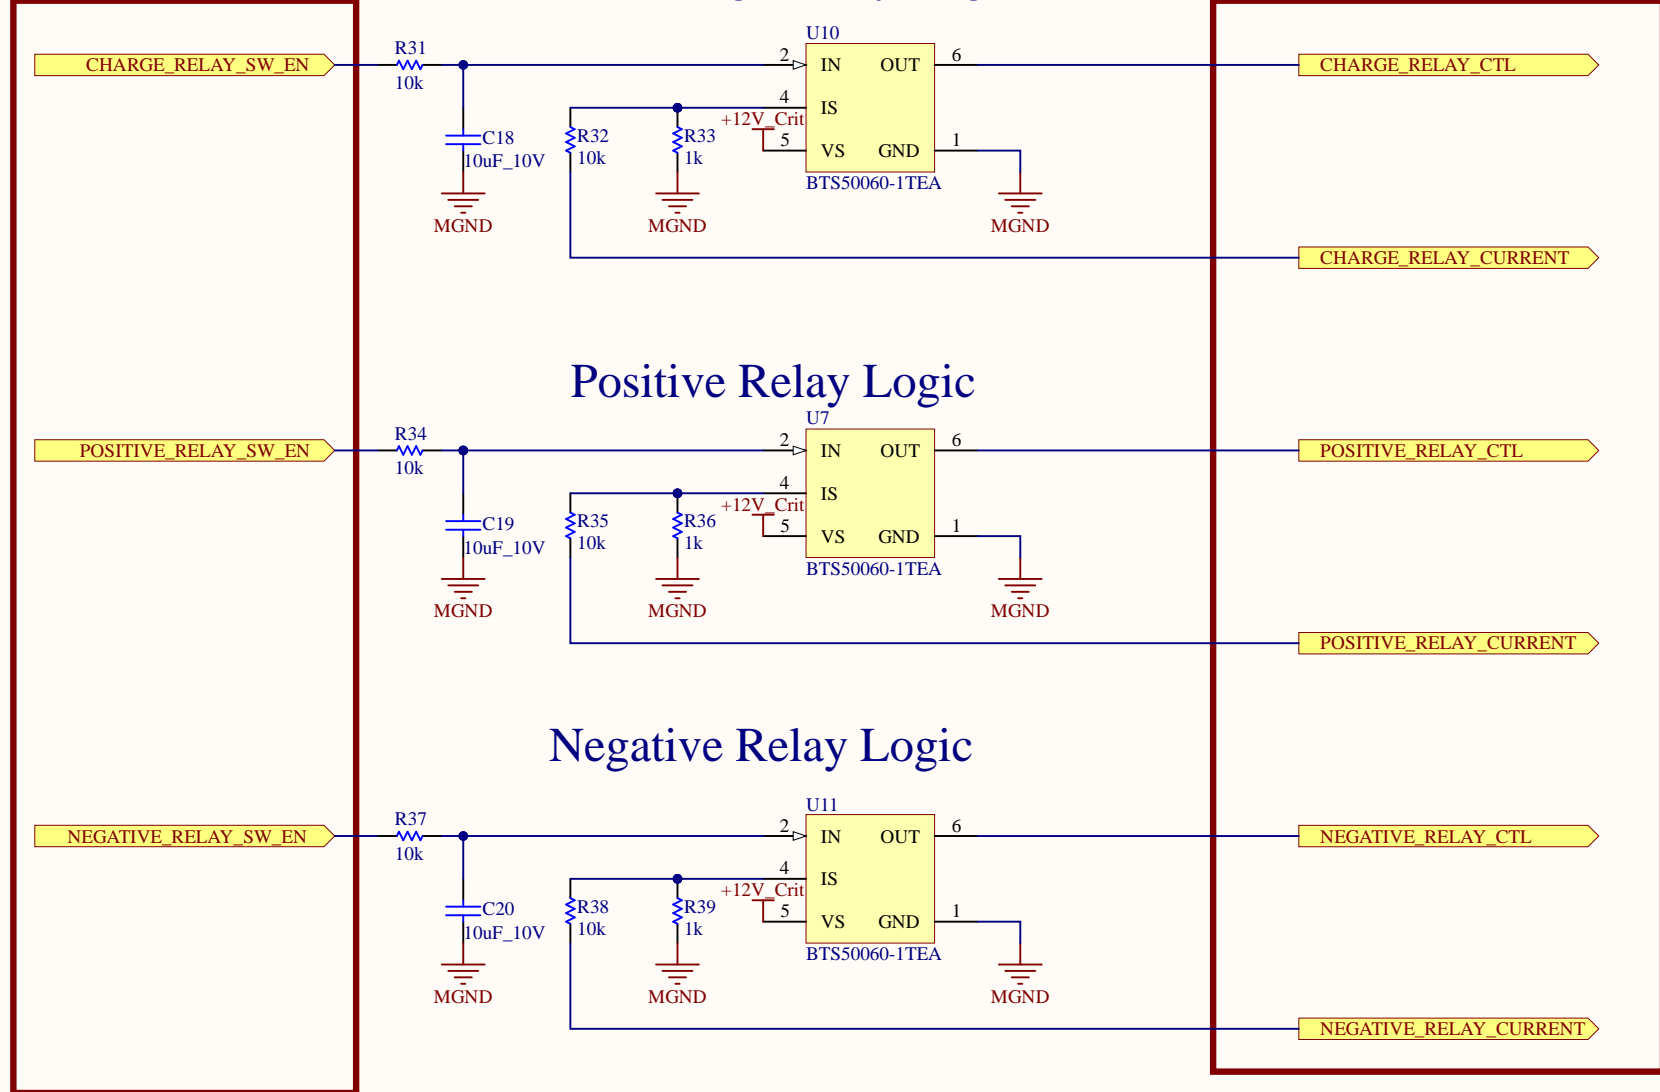 U10
CHARGE_RELAY_SW_EN
R31
10k
2
IN
OUT
6
CHARGE_RELAY_CTL
4
IS
C18
10uF_10V
R32
10k
R33
1k
+12V_Crit
5
VS
GND
1
BTS50060-1TEA
MGND
MGND
MGND
CHARGE_RELAY_CURRENT
Positive Relay Logic
U7
POSITIVE_RELAY_SW_EN
R34
10k
2
IN
OUT
6
POSITIVE_RELAY_CTL
4
IS
C19
10uF_10V
R35
10k
R36
1k
+12V_Crit
5
VS
GND
1
BTS50060-1TEA
MGND
MGND
MGND
POSITIVE_RELAY_CURRENT
Negative Relay Logic
U11
NEGATIVE_RELAY_SW_EN
R37
10k
2
IN
OUT
6
NEGATIVE_RELAY_CTL
4
IS
C20
10uF_10V
R38
10k
R39
1k
+12V_Crit
5
VS
GND
1
BTS50060-1TEA
MGND
MGND
MGND
NEGATIVE_RELAY_CURRENT